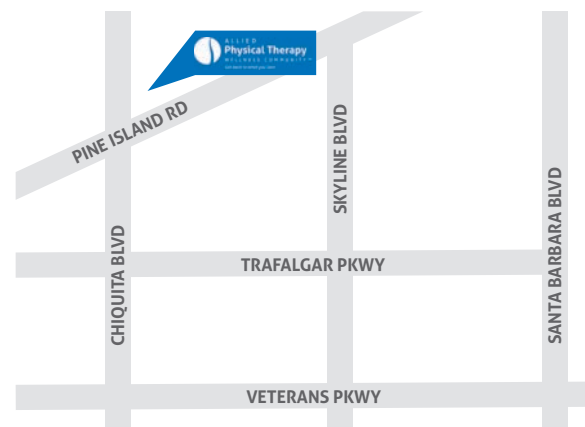 ALLIED
Physical Therapy
WELLNESS COMMUNITY
PINE ISLAND RD
SKYLINE BLVD
CHIQUITA BLVD
SANTA BARBARA BLVD
TRAFALGAR PKWY
VETERANS PKWY